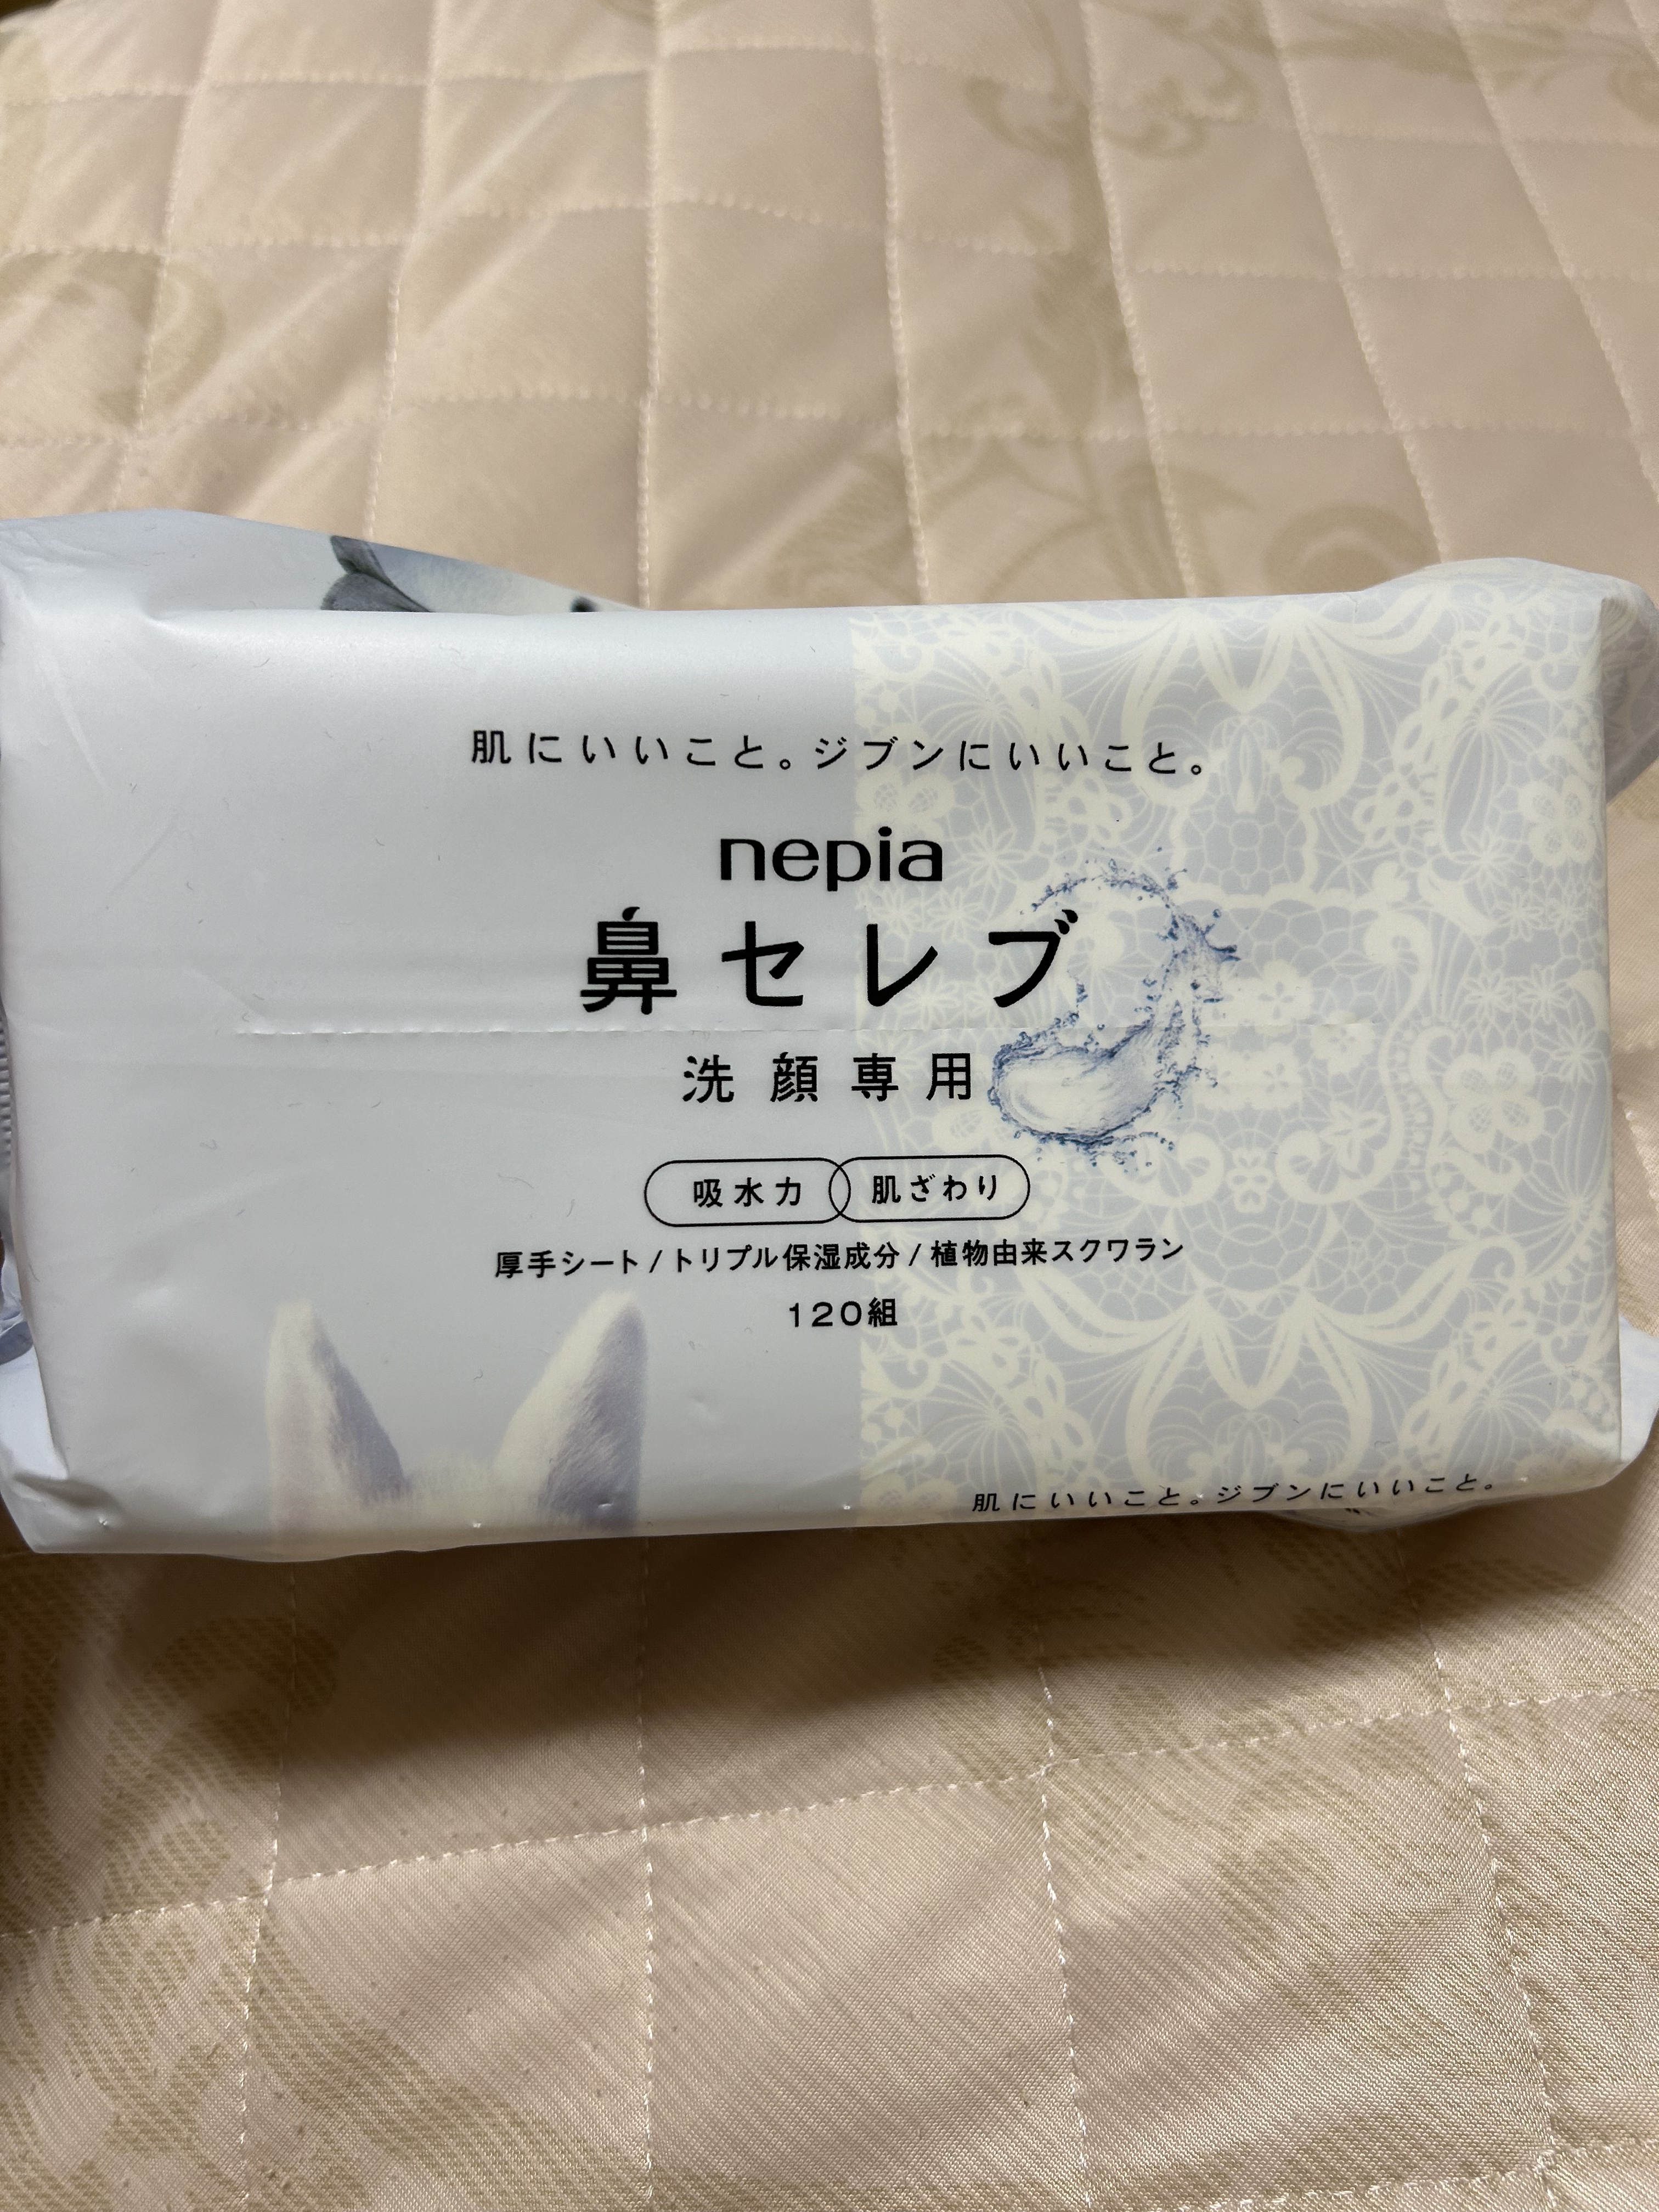 肌にいいこと。ジブンにいいこと。
nepia
鼻セレブ
洗顔専用
吸水力 肌ざわり
厚手シート/トリプル保湿成分/植物由来スクワラン
120組
肌にいいこと。ジブンにいいこと。